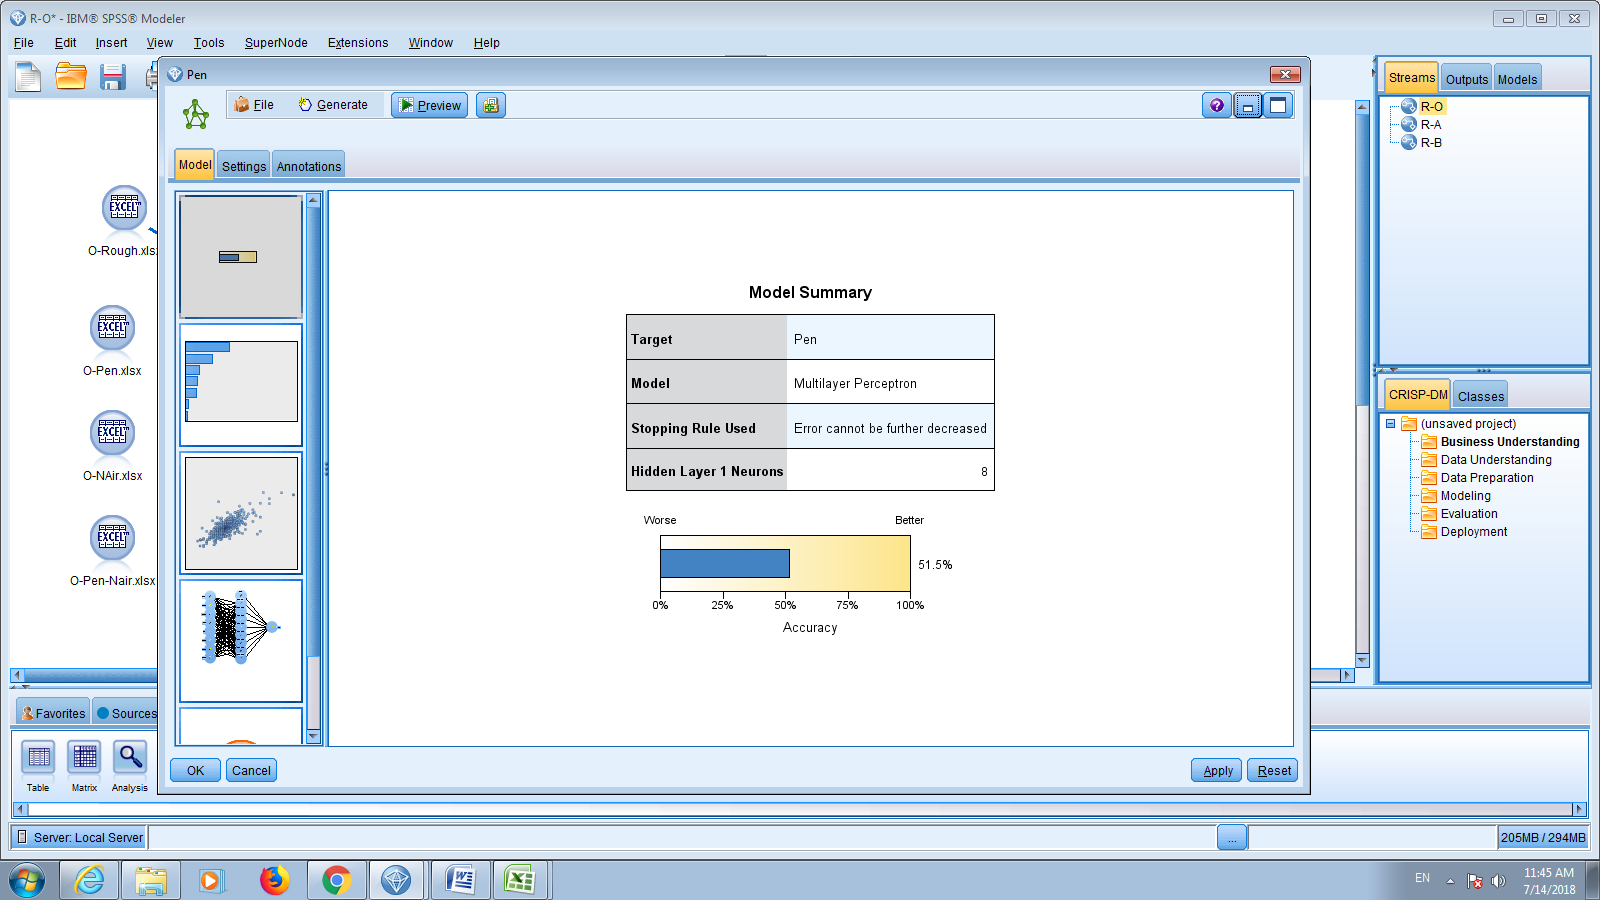 R-O* - IBM® SPSS® Modeler
File Edit Insert View Tools SuperNode Extensions Window Help
Pen
File Generate Preview
Model Settings Annotations
O-Rough.xls
O-Pen.xlsx
O-NAir.xlsx
O-Pen-Nair.xlsx
EXCEL™
EXCEL™
EXCEL™
EXCEL™
Model Summary
Target Pen
Model Multilayer Perceptron
Stopping Rule Used Error cannot be further decreased
Hidden Layer 1 Neurons 8
Worse Better
51.5%
0% 25% 50% 75% 100%
Accuracy
OK Cancel Apply Reset
Streams Outputs Models
R-O
R-A
R-B
CRISP-DM Classes
(unsaved project)
Business Understanding
Data Understanding
Data Preparation
Modeling
Evaluation
Deployment
Favorites Sources
Table Matrix Analysis
Server: Local Server ... 205MB / 294MB
EN 11:45 AM
7/14/2018